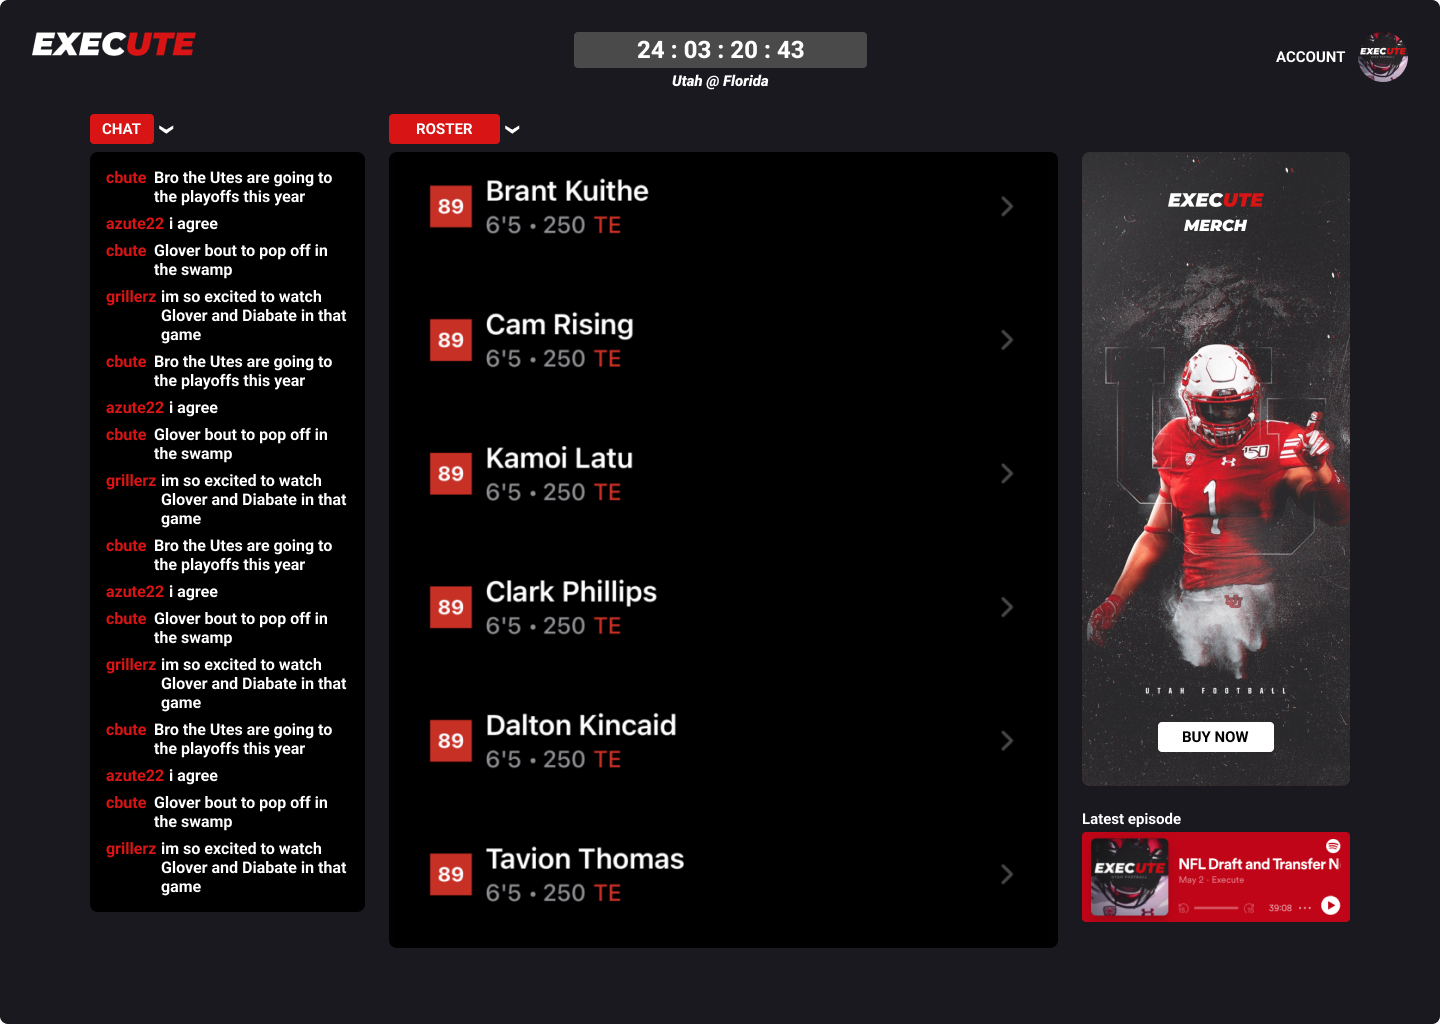 EXECUTE
24 : 03 : 20 : 43
Utah @ Florida
ACCOUNT
EXECUTE
CHAT
cbute Bro the Utes are going to
the playoffs this year
azute22 i agree
cbute Glover bout to pop off in
the swamp
grillerz im so excited to watch
Glover and Diabate in that
game
cbute Bro the Utes are going to
the playoffs this year
azute22 i agree
cbute Glover bout to pop off in
the swamp
grillerz im so excited to watch
Glover and Diabate in that
game
cbute Bro the Utes are going to
the playoffs this year
azute22 i agree
cbute Glover bout to pop off in
the swamp
grillerz im so excited to watch
Glover and Diabate in that
game
cbute Bro the Utes are going to
the playoffs this year
azute22 i agree
cbute Glover bout to pop off in
the swamp
grillerz im so excited to watch
Glover and Diabate in that
game
ROSTER
89 Brant Kuithe
6'5 • 250 TE
89 Cam Rising
6'5 • 250 TE
89 Kamoi Latu
6'5 • 250 TE
89 Clark Phillips
6'5 • 250 TE
89 Dalton Kincaid
6'5 • 250 TE
89 Tavion Thomas
6'5 • 250 TE
EXECUTE
MERCH
150
1
UTAH FOOTBALL
BUY NOW
Latest episode
EXECUTE
NFL Draft and Transfer N
May 2 · Execute
39:08